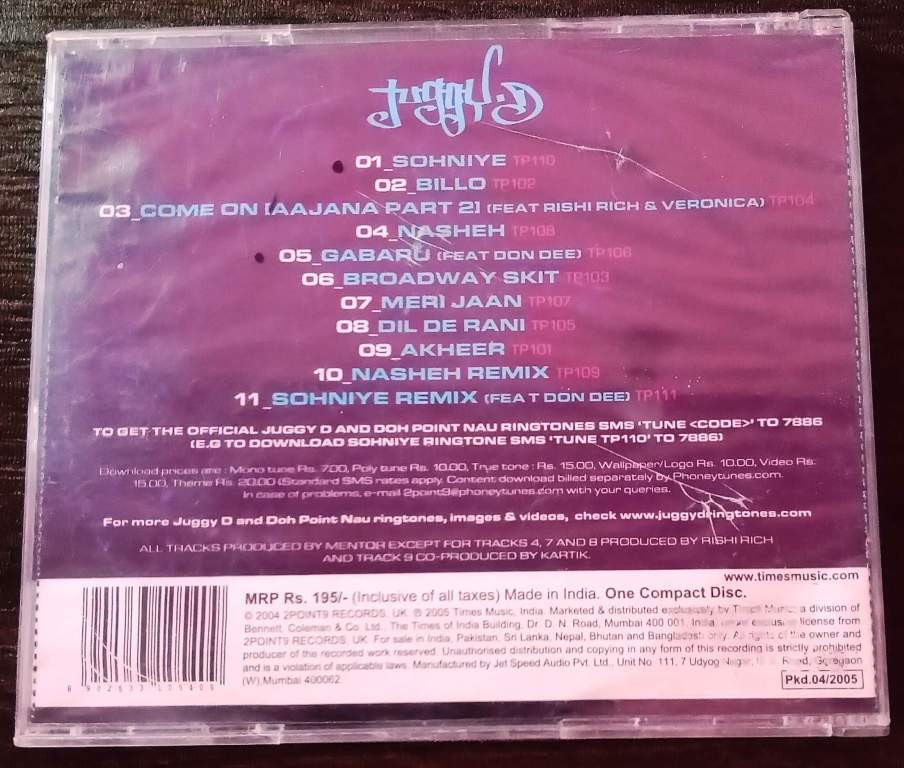 Juggy.D
01_SOHNIYE TP110
02_BILLO TP102
03_COME ON [AAJANA PART 2] (FEAT RISHI RICH & VERONICA) TP104
04_NASHEH TP108
05_GABARU (FEAT DON DEE) TP106
06_BROADWAY SKIT TP103
07_MERI JAAN TP107
08_DIL DE RANI TP105
09_AKHEER TP101
10_NASHEH REMIX TP109
11_SOHNIYE REMIX (FEAT DON DEE) TP111
TO GET THE OFFICIAL JUGGY D AND DOH POINT NAU RINGTONES SMS 'TUNE <CODE>' TO 7886
(E.G TO DOWNLOAD SOHNIYE RINGTONE SMS 'TUNE TP110' TO 7886)
Download prices are : Mono tune Rs. 7.00, Poly tune Rs. 10.00, True tone : Rs. 15.00, Wallpaper/Logo Rs. 10.00, Video Rs.
15.00, Theme Rs. 20.00 (Standard SMS rates apply. Content download billed separately by Phoneytunes.com.
In case of problems, e-mail 2point9@phoneytunes.com with your queries.
For more Juggy D and Doh Point Nau ringtones, images & videos, check www.juggydringtones.com
ALL TRACKS PRODUCED BY MENTOR EXCEPT FOR TRACKS 4, 7 AND 8 PRODUCED BY RISHI RICH
AND TRACK 9 CO-PRODUCED BY KARTIK.
www.timesmusic.com
MRP Rs. 195/- (Inclusive of all taxes) Made in India. One Compact Disc.
© 2004 2POINT9 RECORDS, UK ℗ 2005 Times Music, India. Marketed & distributed exclusively by Times Music a division of
Bennett, Coleman & Co. Ltd., The Times of India Building, Dr. D. N. Road, Mumbai 400 001, India, exclusive license from
2POINT9 RECORDS, UK. For sale in India, Pakistan, Sri Lanka, Nepal, Bhutan and Bangladesh only. All rights of the owner and
producer of the recorded work reserved. Unauthorised distribution and copying in any form of this recording is strictly prohibited
and is a violation of applicable laws. Manufactured by Jet Speed Audio Pvt. Ltd., Unit No. 111, 7 Udyog Nagar, Road, Goregaon
(W),Mumbai 400062.
Pkd.04/2005